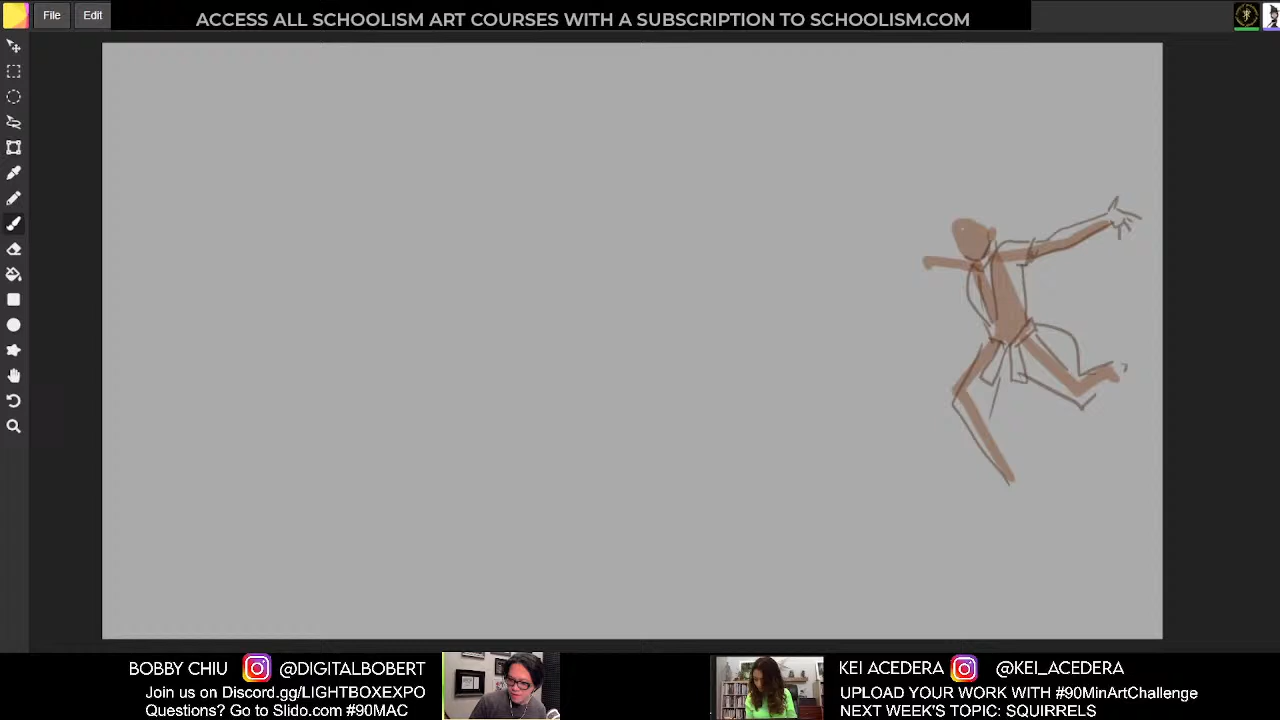 File Edit
ACCESS ALL SCHOOLISM ART COURSES WITH A SUBSCRIPTION TO SCHOOLISM.COM
BOBBY CHIU @DIGITALBOBERT
Join us on Discord.gg/LIGHTBOXEXPO
Questions? Go to Slido.com #90MAC
KEI ACEDERA @KEI_ACEDERA
UPLOAD YOUR WORK WITH #90MinArtChallenge
NEXT WEEK'S TOPIC: SQUIRRELS